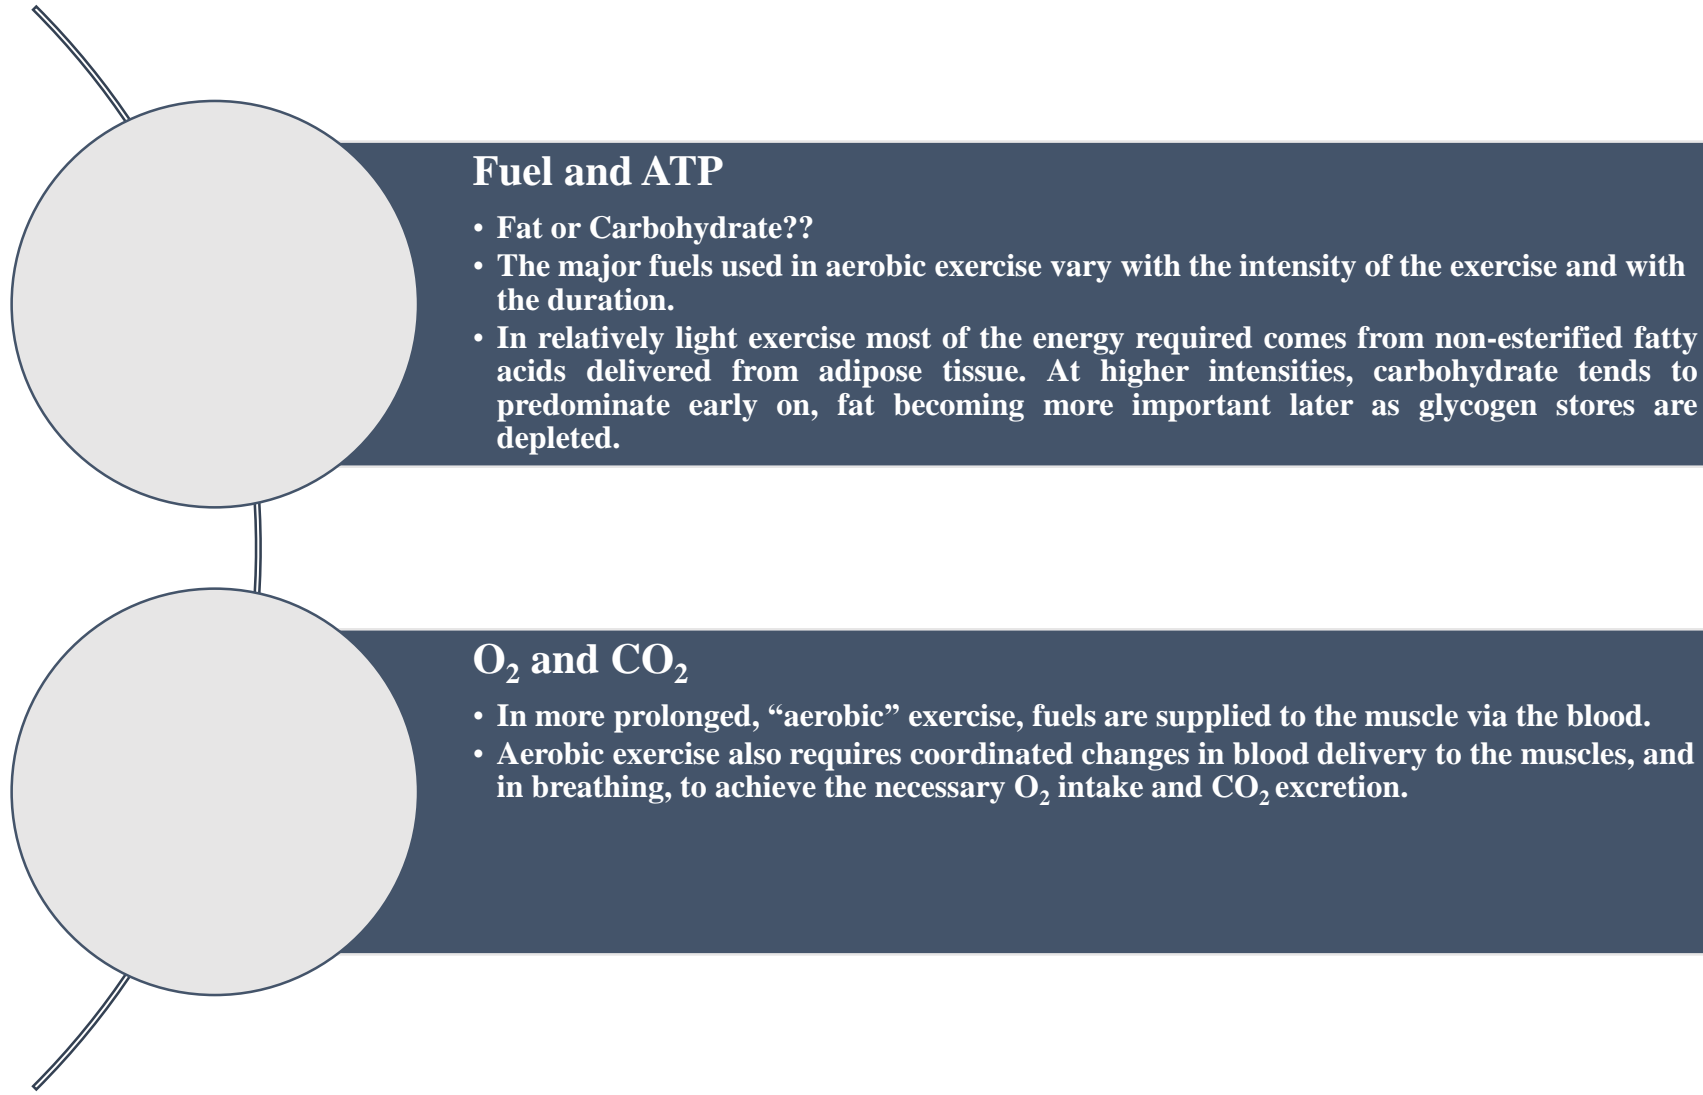 Fuel and ATP
• Fat or Carbohydrate??
• The major fuels used in aerobic exercise vary with the intensity of the exercise and with
the duration.
• In relatively light exercise most of the energy required comes from non-esterified fatty
acids delivered from adipose tissue. At higher intensities, carbohydrate tends to
predominate early on, fat becoming more important later as glycogen stores are
depleted.
O₂ and CO₂
• In more prolonged, “aerobic” exercise, fuels are supplied to the muscle via the blood.
• Aerobic exercise also requires coordinated changes in blood delivery to the muscles, and
in breathing, to achieve the necessary O₂ intake and CO₂ excretion.